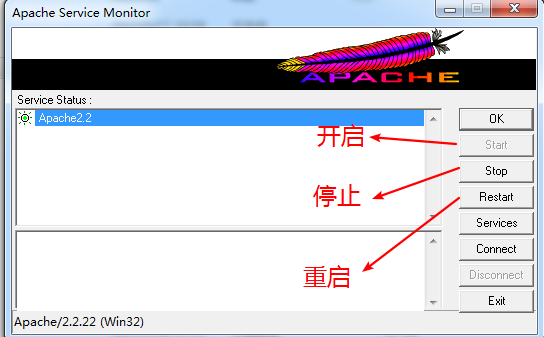 Apache Service Monitor
APACHE
Service Status :
Apache2.2
OK
开启
Start
停止
Stop
Restart
Services
重启
Connect
Disconnect
Exit
Apache/2.2.22 (Win32)